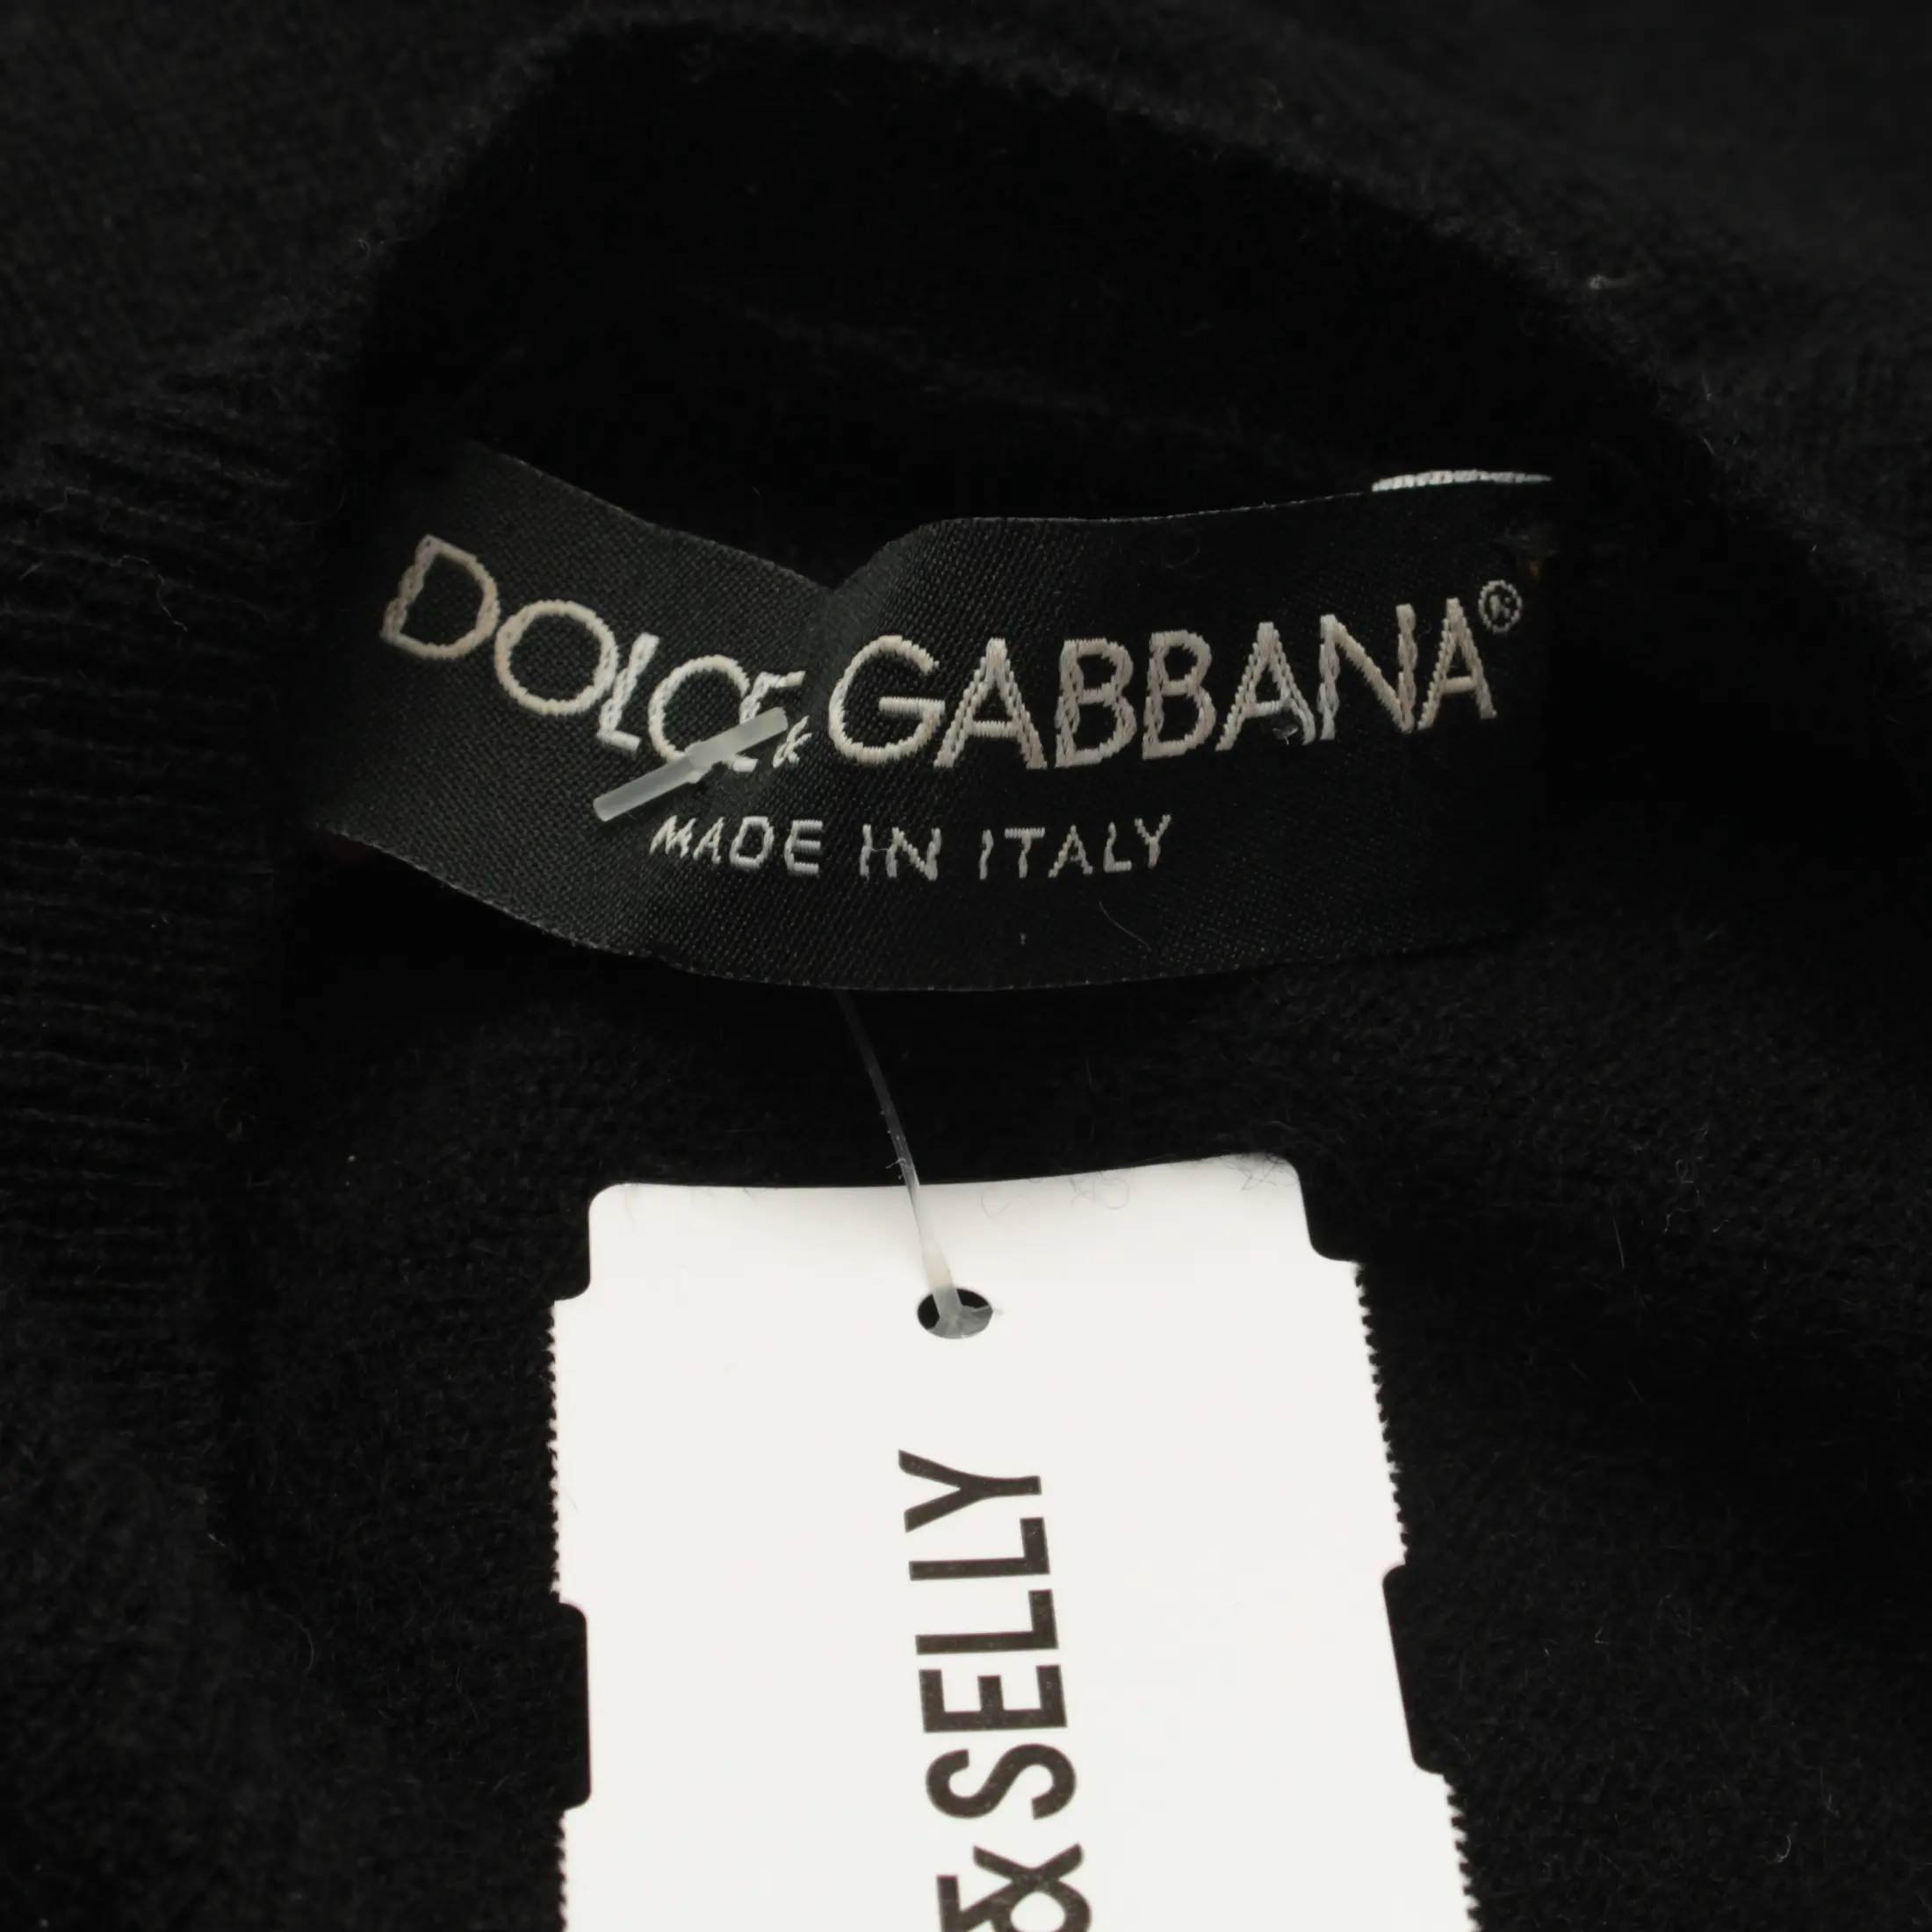 DOLCE & GABBANA®
MADE IN ITALY
& SELLY